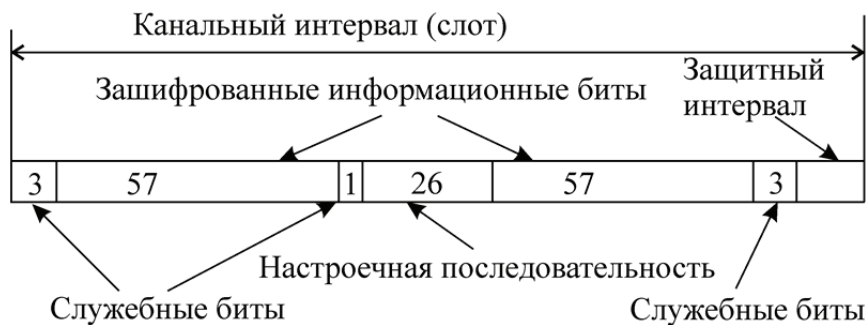 Канальный интервал (слот)
Зашифрованные информационные биты
Защитный
интервал
3 57 1 26 57 3
Настроечная последовательность
Служебные биты
Служебные биты